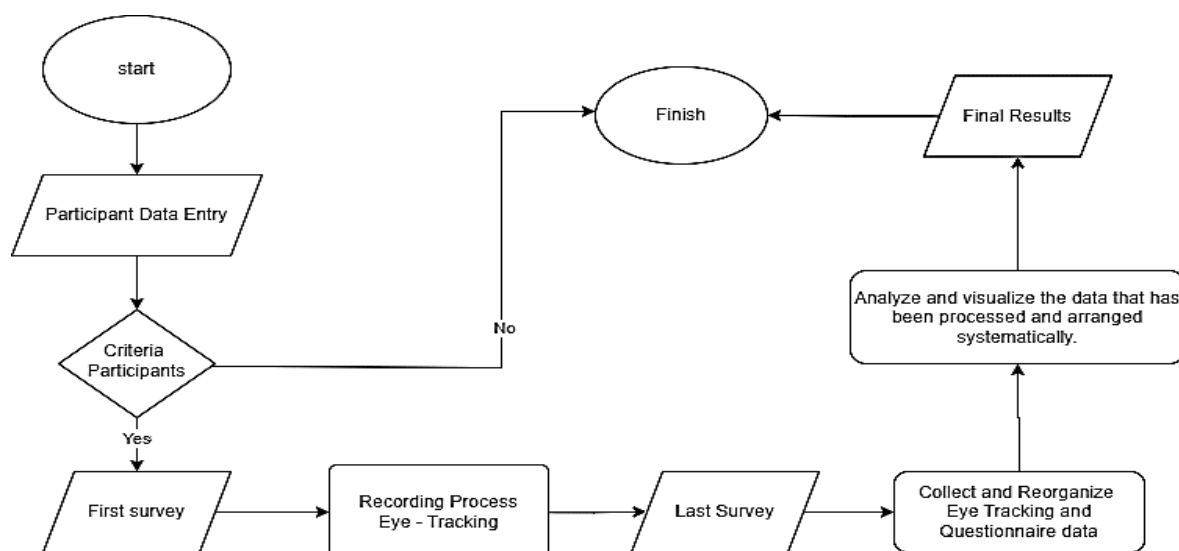 start
Participant Data Entry
Criteria
Participants
No
Yes
First survey
Recording Process
Eye - Tracking
Last Survey
Collect and Reorganize
Eye Tracking and
Questionnaire data
Analyze and visualize the data that has
been processed and arranged
systematically.
Final Results
Finish